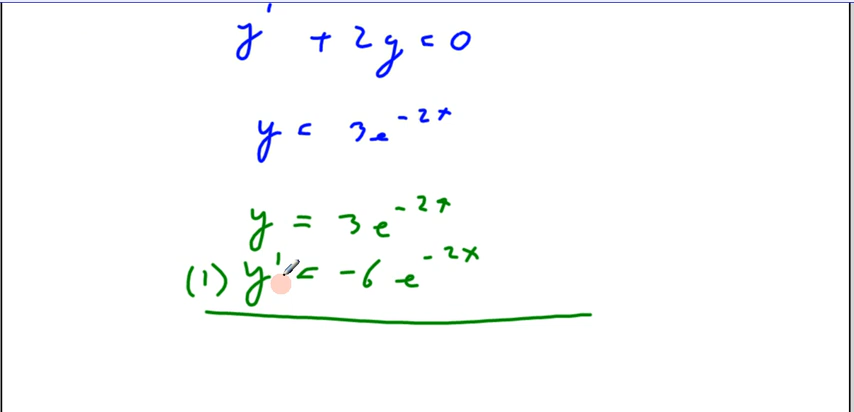 y' + 2y = 0
y = 3e^{-2x}
y = 3e^{-2x}
(1) y' = -6e^{-2x}